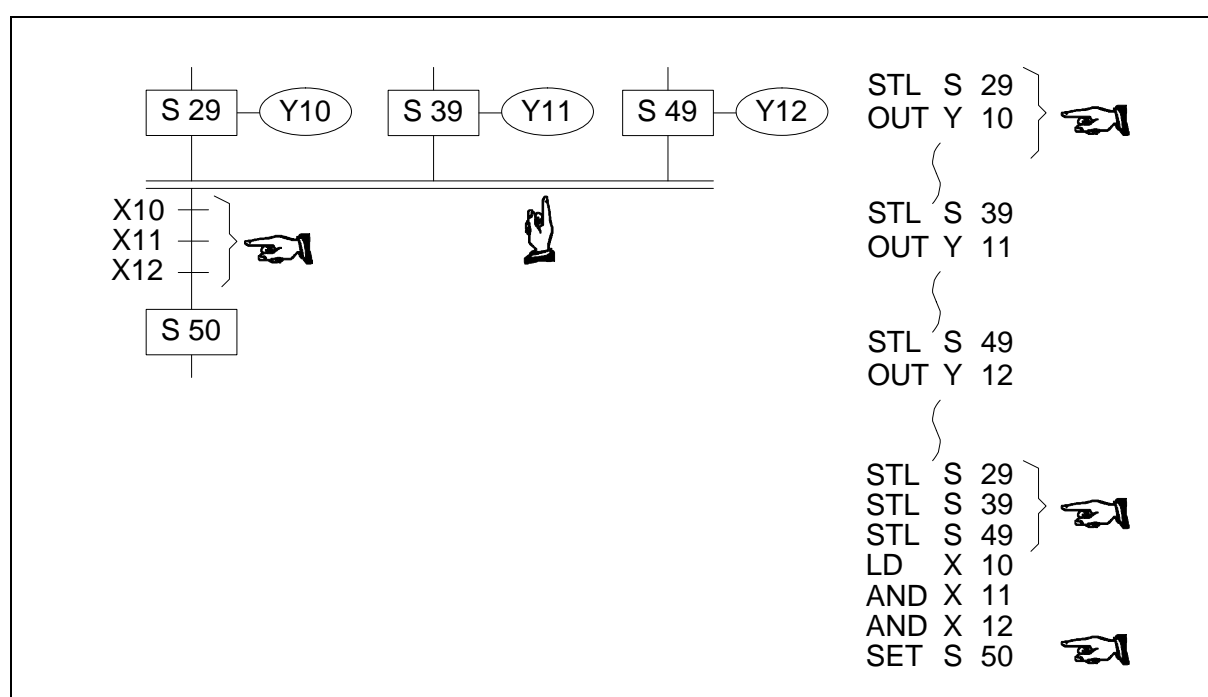 S 29 Y10 S 39 Y11 S 49 Y12
X10
X11
X12
S 50
STL S 29
OUT Y 10
STL S 39
OUT Y 11
STL S 49
OUT Y 12
STL S 29
STL S 39
STL S 49
LD X 10
AND X 11
AND X 12
SET S 50